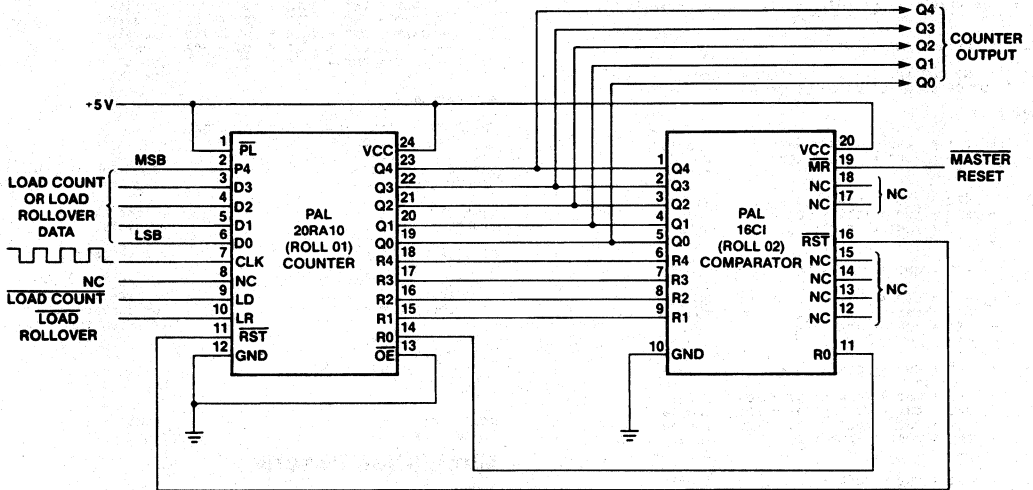 Q4
Q3
Q2
Q1
Q0
COUNTER
OUTPUT
+5V
1
PL
2
P4
3
D3
4
D2
5
D1
6
D0
7
CLK
8
NC
9
LD
10
LR
11
RST
12
GND
MSB
LSB
LOAD COUNT
OR LOAD
ROLLOVER
DATA
NC
LOAD COUNT
LOAD
ROLLOVER
PAL
20RA10
(ROLL 01)
COUNTER
24
VCC
23
Q4
22
Q3
21
Q2
20
Q1
19
Q0
18
R4
17
R3
16
R2
15
R1
14
R0
13
OE
1
Q4
2
Q3
3
Q2
4
Q1
5
Q0
6
R4
7
R3
8
R2
9
R1
10
GND
PAL
16CI
(ROLL 02)
COMPARATOR
20
VCC
19
MR
18
NC
17
NC
16
RST
15
NC
14
NC
13
NC
12
NC
11
R0
MASTER
RESET
NC
NC